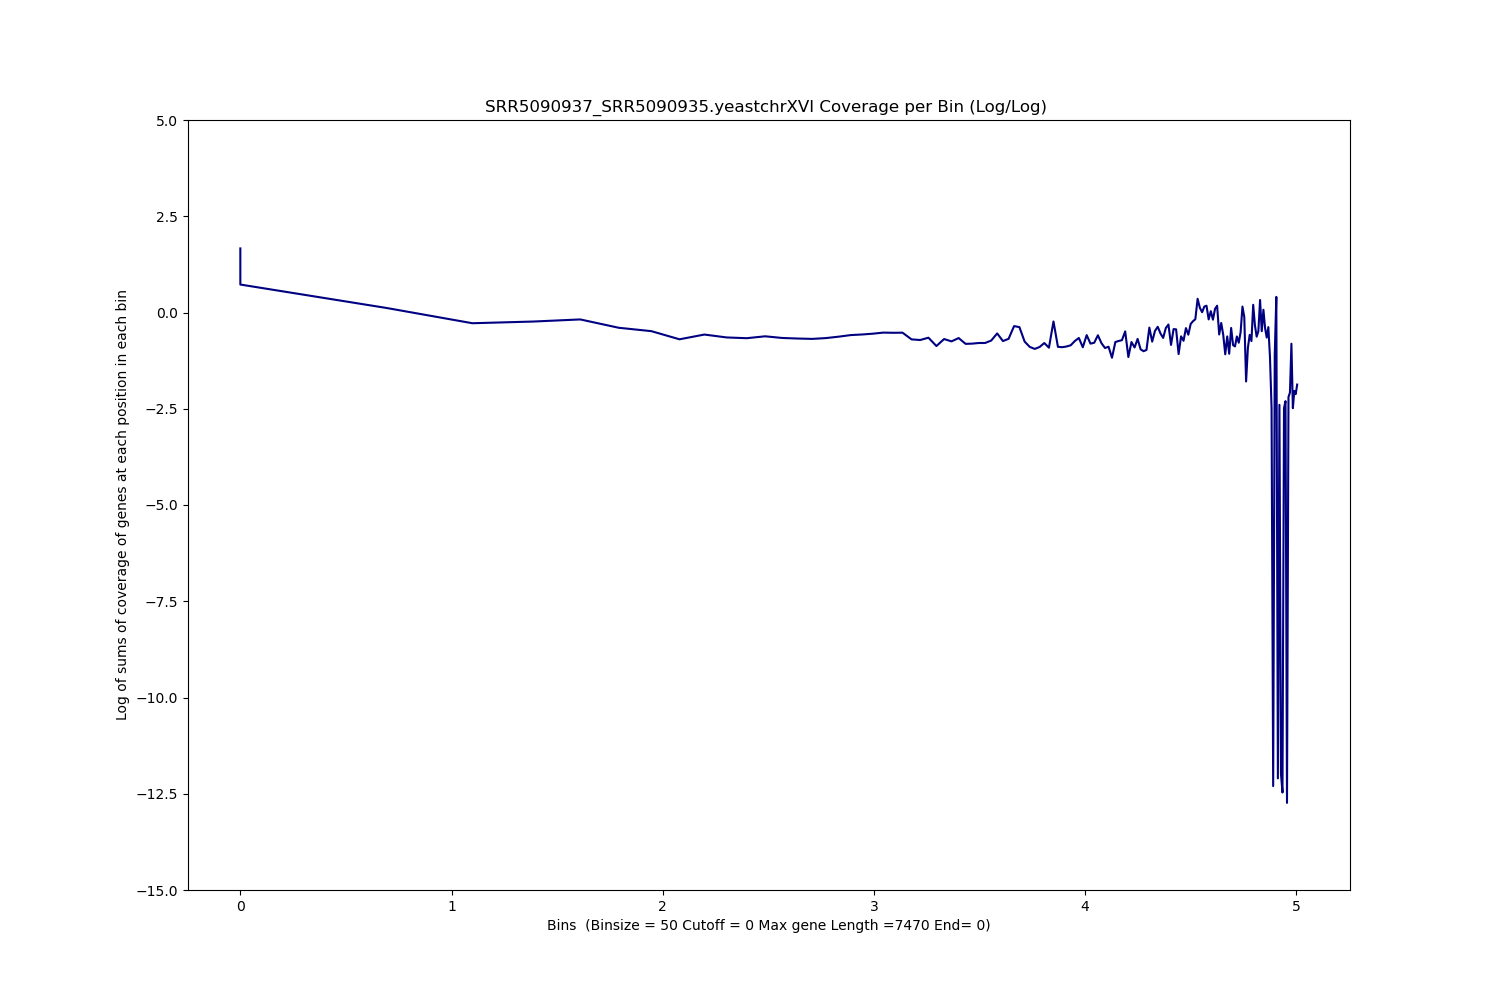 SRR5090937_SRR5090935.yeastchrXVI Coverage per Bin (Log/Log)
5.0
2.5
0.0
−2.5
−5.0
−7.5
−10.0
−12.5
−15.0
Log of sums of coverage of genes at each position in each bin
0 1 2 3 4 5
Bins  (Binsize = 50 Cutoff = 0 Max gene Length =7470 End= 0)